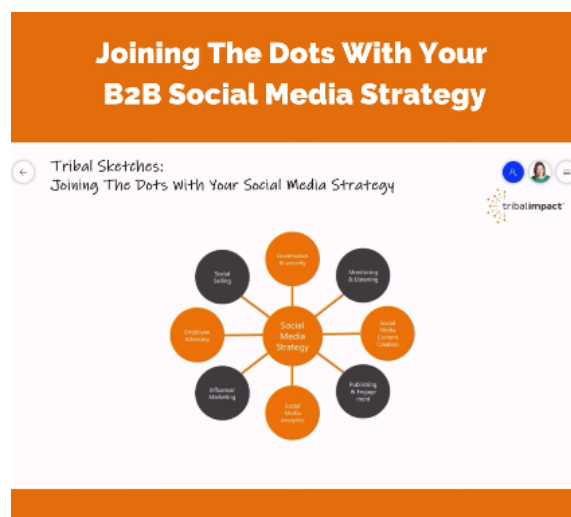 Joining The Dots With Your
B2B Social Media Strategy
Tribal Sketches:
Joining The Dots With Your Social Media Strategy
tribalimpact
Governance
& security
Social
Selling
Monitoring
& Listening
Employee
Advocacy
Social
Media
Strategy
Social
Media
Content
Creation
Influencer
Marketing
Publishing
& Engage
ment
Social
Media
Analytics